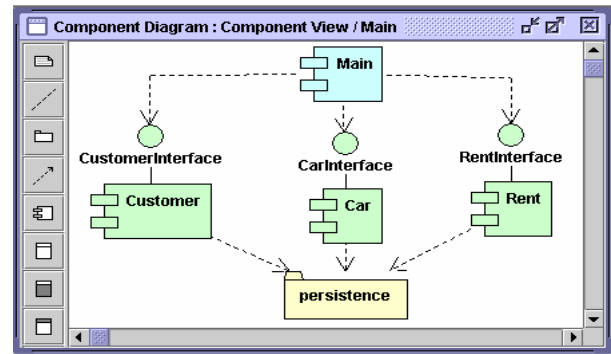 Component Diagram : Component View / Main
Main
CustomerInterface
CarInterface
RentInterface
Customer
Car
Rent
persistence